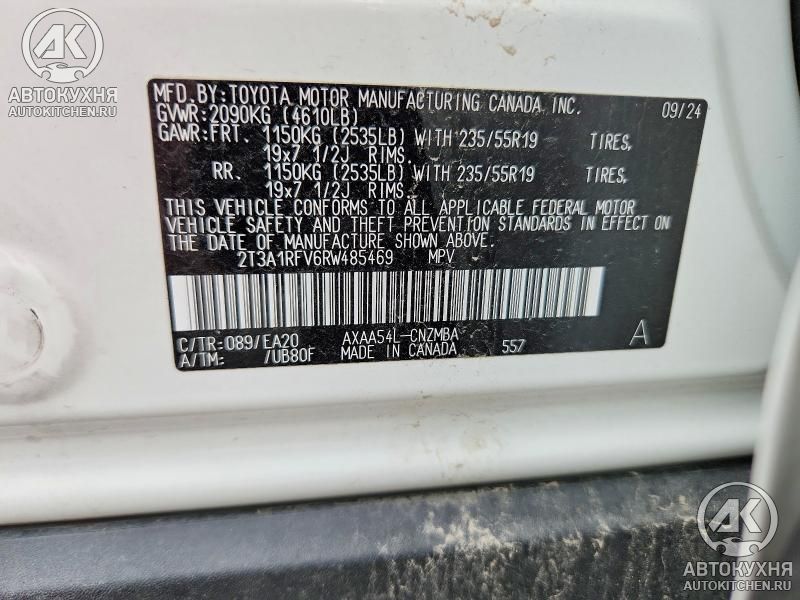 AK
АВТОКУХНЯ
AUTOKITCHEN.RU
MFD.BY:TOYOTA MOTOR MANUFACTURING CANADA INC. 09/24
GVWR:2090KG (4610LB)
GAWR:FRT. 1150KG (2535LB) WITH 235/55R19 TIRES,
19x7 1/2J RIMS.
RR. 1150KG (2535LB) WITH 235/55R19 TIRES,
19x7 1/2J RIMS.
THIS VEHICLE CONFORMS TO ALL APPLICABLE FEDERAL MOTOR
VEHICLE SAFETY AND THEFT PREVENTION STANDARDS IN EFFECT ON
THE DATE OF MANUFACTURE SHOWN ABOVE.
2T3A1RFV6RW485469 MPV
C/TR:089/EA20 AXAA54L-CNZMBA 557 A
A/TM: /UB80F MADE IN CANADA
AK
АВТОКУХНЯ
AUTOKITCHEN.RU